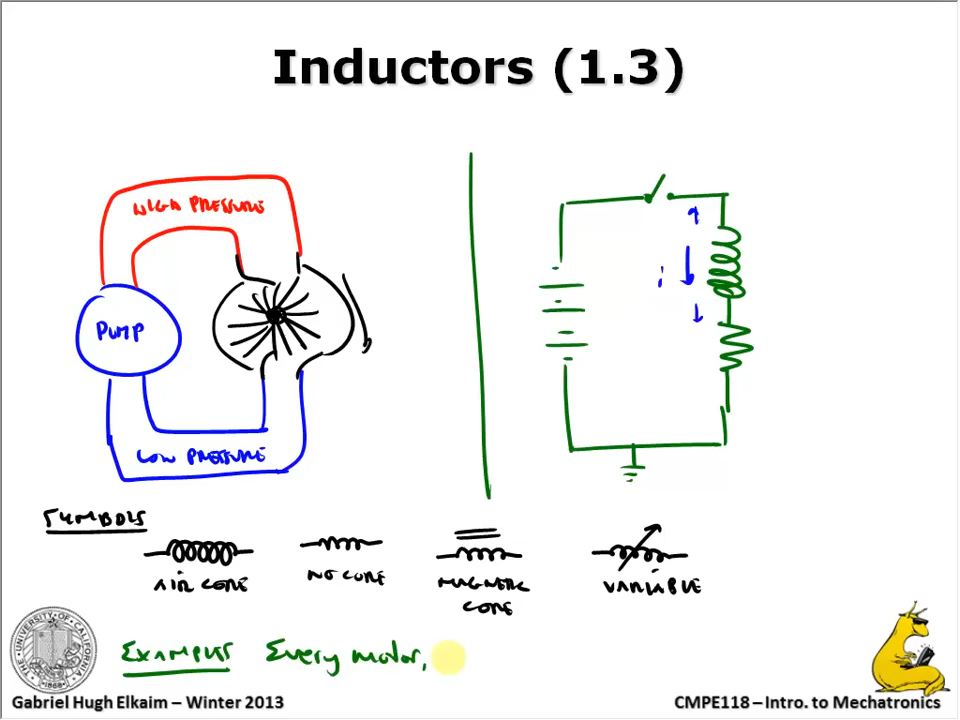 Inductors (1.3)
HIGH PRESSURE
PUMP
i
LOW PRESSURE
SYMBOLS
AIR CORE
NO CORE
MAGNETIC
CORE
VARIABLE
EXAMPLES Every motor,
Gabriel Hugh Elkaim – Winter 2013
CMPE118 – Intro. to Mechatronics